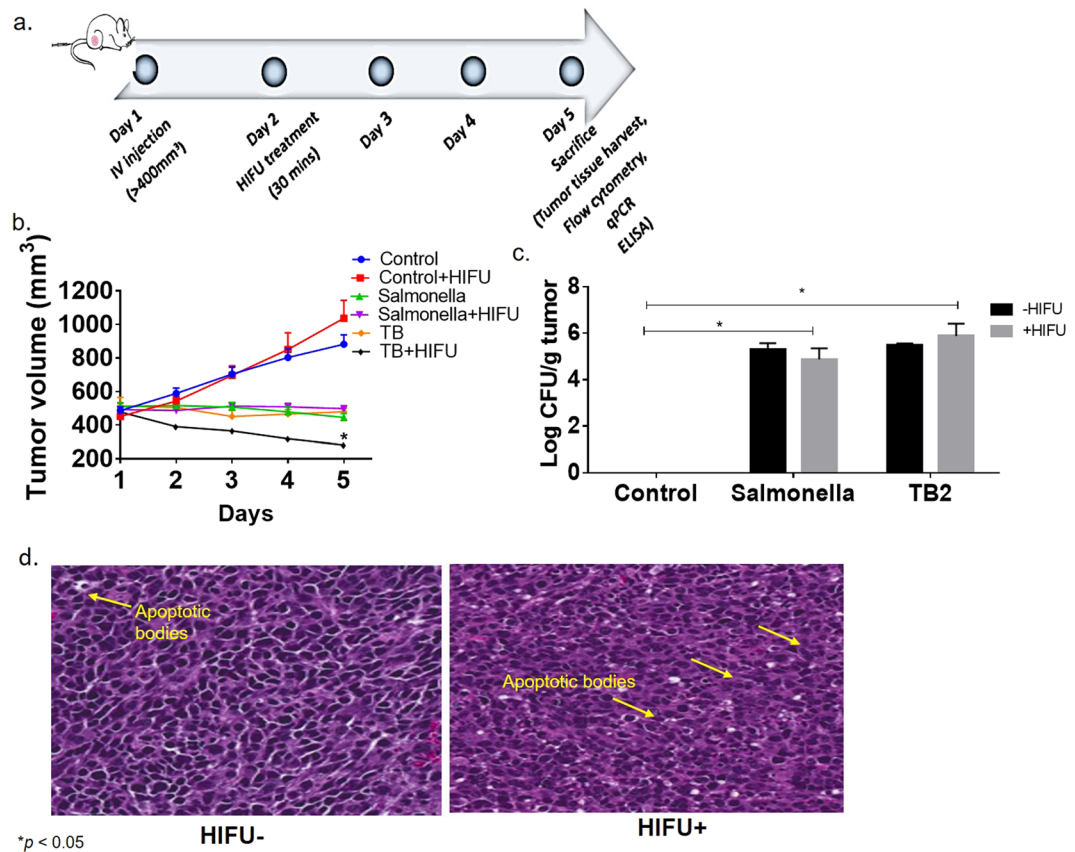 a.
Day 1
IV injection
(>400mm³)
Day 2
HIFU treatment
(30 mins)
Day 3
Day 4
Day 5
Sacrifice
(Tumor tissue harvest,
Flow cytometry,
qPCR
ELISA)
b.
Tumor volume (mm³)
1200
1000
800
600
400
200
1 2 3 4 5
Days
Control
Control+HIFU
Salmonella
Salmonella+HIFU
TB
TB+HIFU
*
c.
Log CFU/g tumor
8
6
4
2
0
*
*
-HIFU
+HIFU
Control Salmonella TB2
d.
Apoptotic
bodies
Apoptotic bodies
HIFU-
HIFU+
*p < 0.05